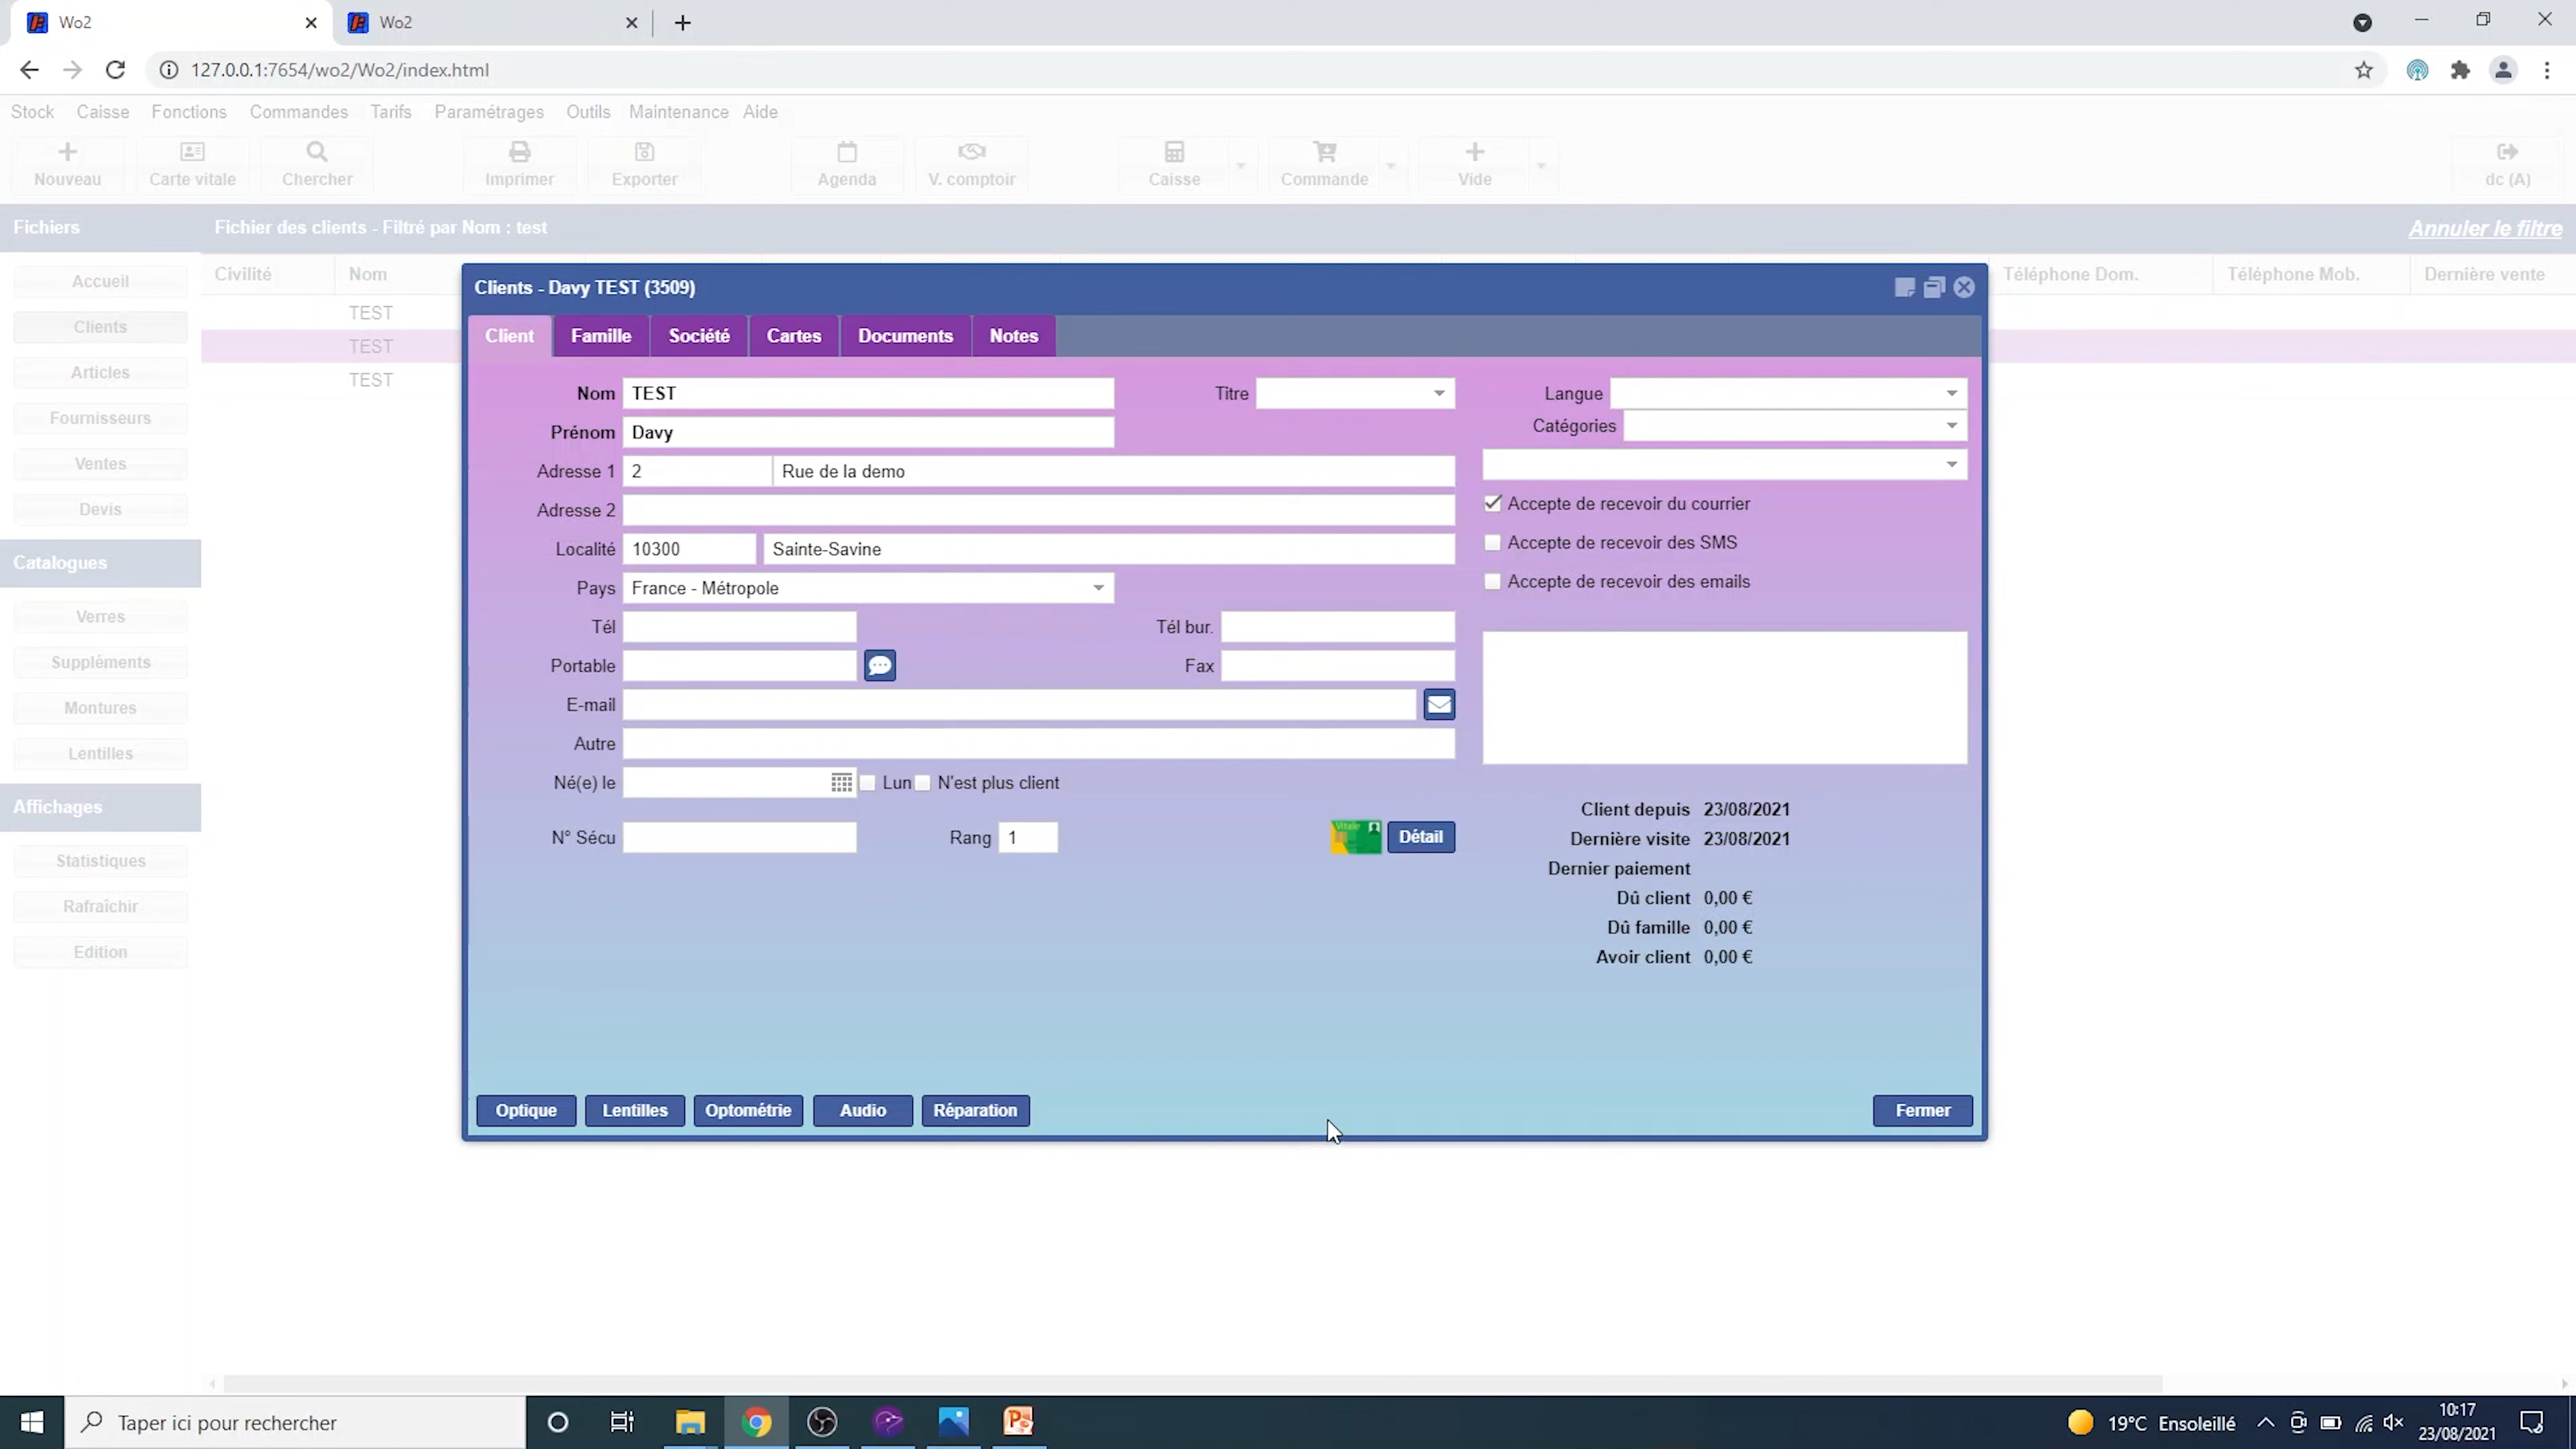 Wo2
Wo2
127.0.0.1:7654/wo2/Wo2/index.html
Stock Caisse Fonctions Commandes Tarifs Paramétrages Outils Maintenance Aide
Nouveau Carte vitale Chercher Imprimer Exporter Agenda V. comptoir Caisse Commande Vide dc (A)
Fichiers
Fichier des clients - Filtré par Nom : test
Annuler le filtre
Accueil
Clients
Articles
Fournisseurs
Ventes
Devis
Catalogues
Verres
Suppléments
Montures
Lentilles
Affichages
Statistiques
Rafraîchir
Edition
Civilité Nom Téléphone Dom. Téléphone Mob. Dernière vente
TEST
TEST
TEST
Clients - Davy TEST (3509)
Client Famille Société Cartes Documents Notes
Nom TEST Titre
Prénom Davy
Adresse 1 2 Rue de la demo
Adresse 2
Localité 10300 Sainte-Savine
Pays France - Métropole
Tél Tél bur.
Portable Fax
E-mail
Autre
Né(e) le Lun N'est plus client
N° Sécu Rang 1 Vitale Détail
Langue
Catégories
Accepte de recevoir du courrier
Accepte de recevoir des SMS
Accepte de recevoir des emails
Client depuis 23/08/2021
Dernière visite 23/08/2021
Dernier paiement
Dû client 0,00 €
Dû famille 0,00 €
Avoir client 0,00 €
Optique Lentilles Optométrie Audio Réparation Fermer
Taper ici pour rechercher
19°C Ensoleillé
10:17
23/08/2021